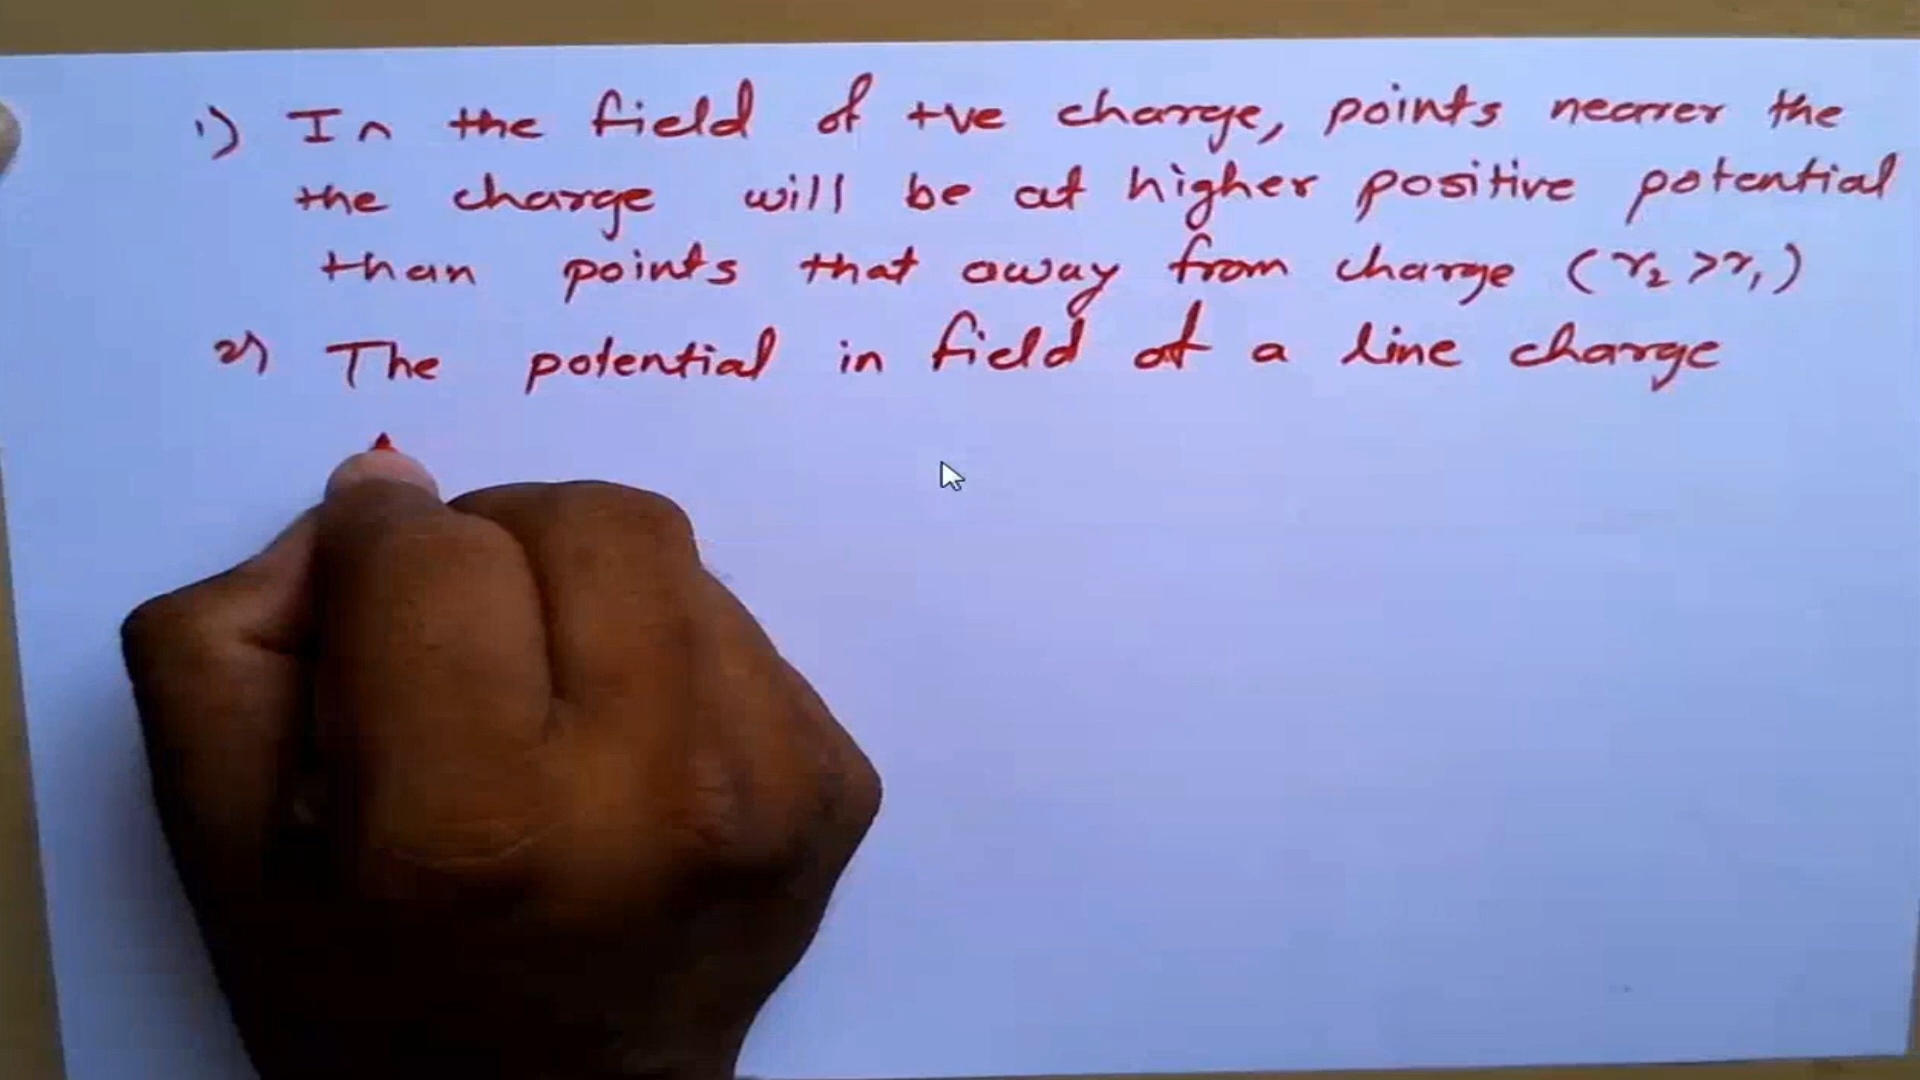 1) In the field of +ve charge, points nearer the
the charge will be at higher positive potential
than points that away from charge (r₂ > r₁)
2) The potential in field of a line charge